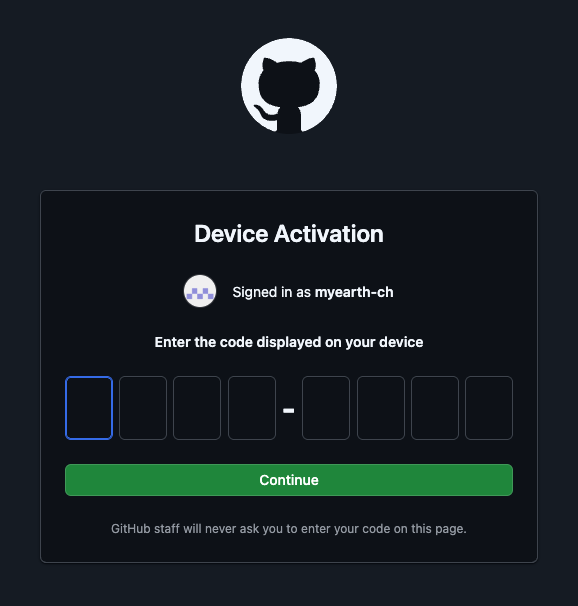 Device Activation
Signed in as myearth-ch
Enter the code displayed on your device
-
Continue
GitHub staff will never ask you to enter your code on this page.